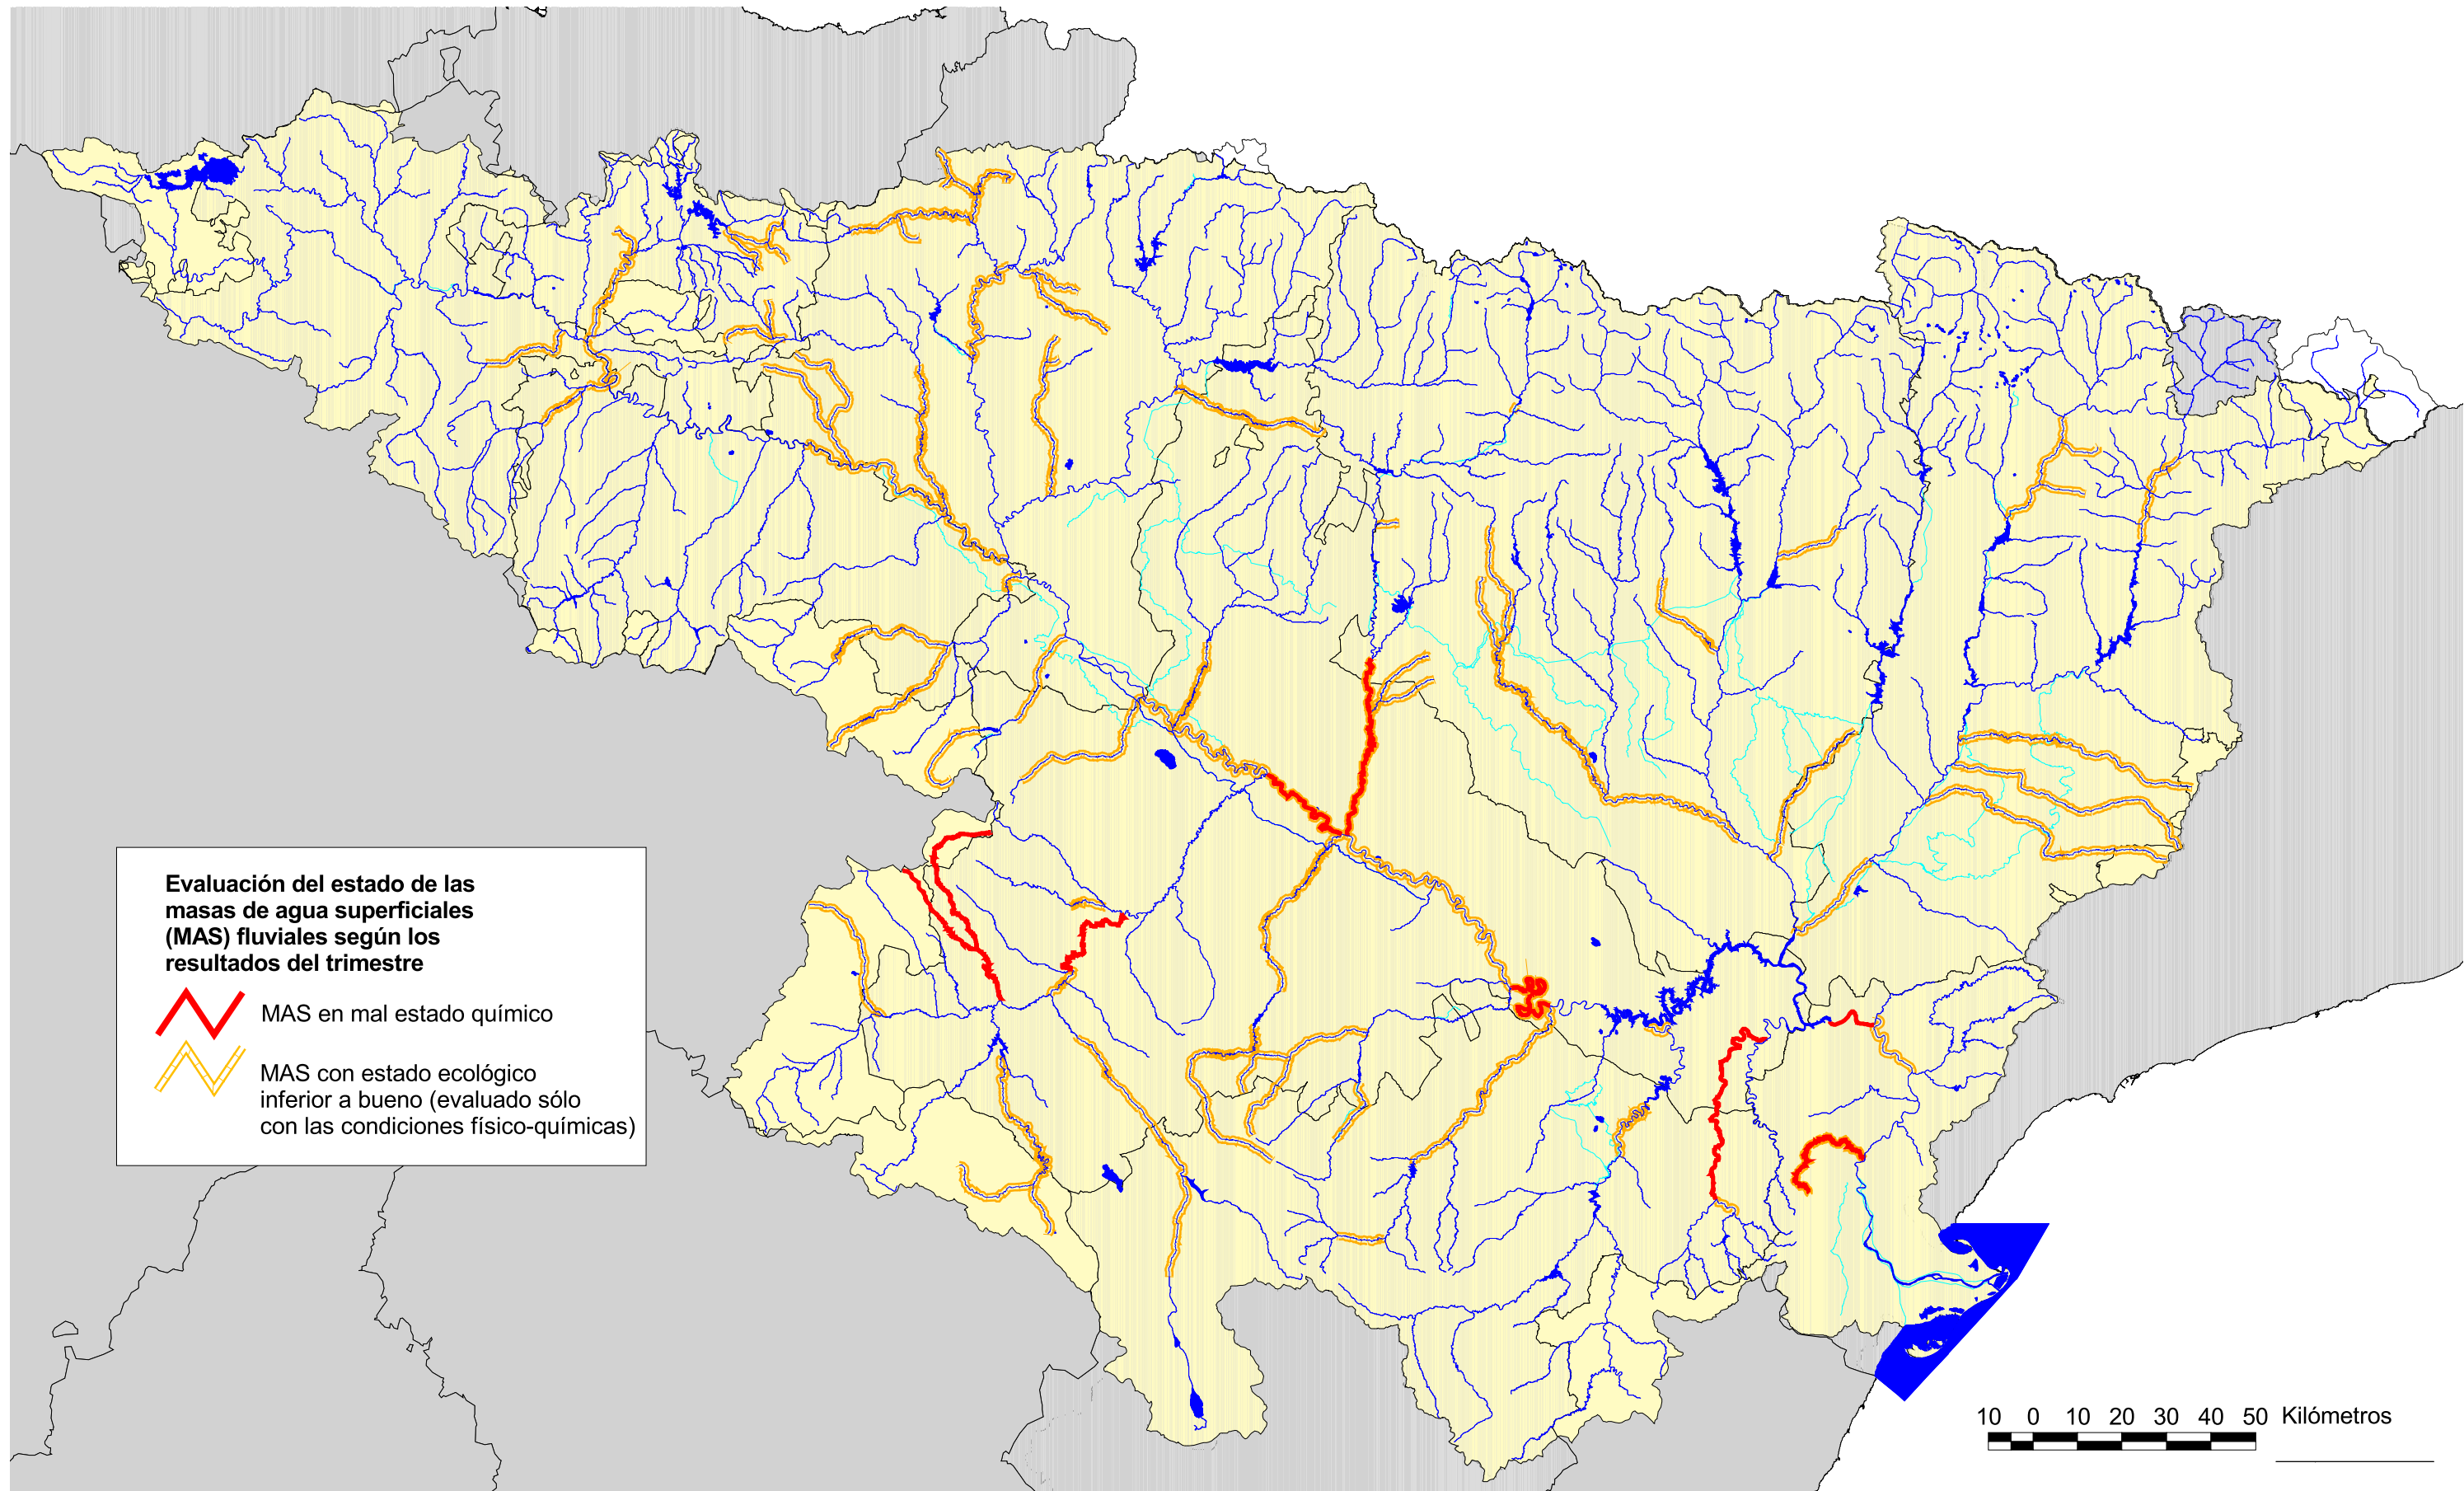 Evaluación del estado de las
masas de agua superficiales
(MAS) fluviales según los
resultados del trimestre
MAS en mal estado químico
MAS con estado ecológico
inferior a bueno (evaluado sólo
con las condiciones físico-químicas)
10 0 10 20 30 40 50 Kilómetros